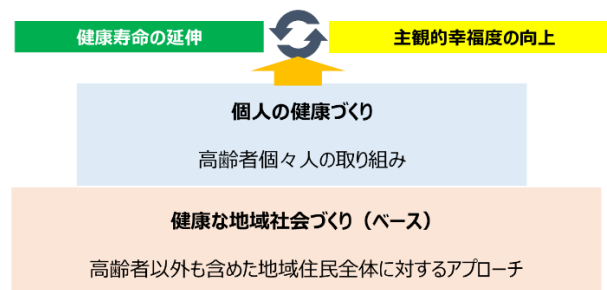 健康寿命の延伸
主観的幸福度の向上
個人の健康づくり
高齢者個々人の取り組み
健康な地域社会づくり（ベース）
高齢者以外も含めた地域住民全体に対するアプローチ